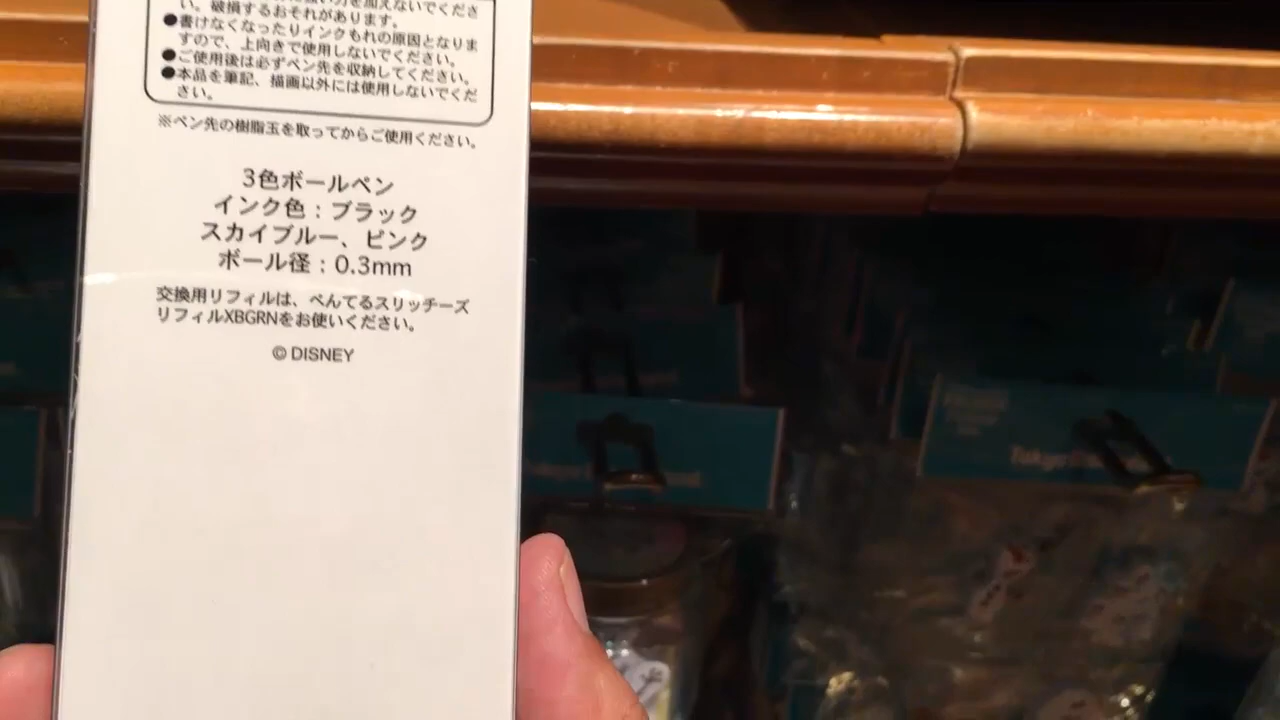 い。破損するおそれがあります。
●書けなくなったりインクもれの原因となりま
すので、上向きで使用しないでください。
●ご使用後は必ずペン先を収納してください。
●本品を筆記、描画以外には使用しないでくだ
さい。
※ペン先の樹脂玉を取ってからご使用ください。
3色ボールペン
インク色：ブラック
スカイブルー、ピンク
ボール径：0.3mm
交換用リフィルは、ぺんてるスリッチーズ
リフィルXBGRNをお使いください。
© DISNEY